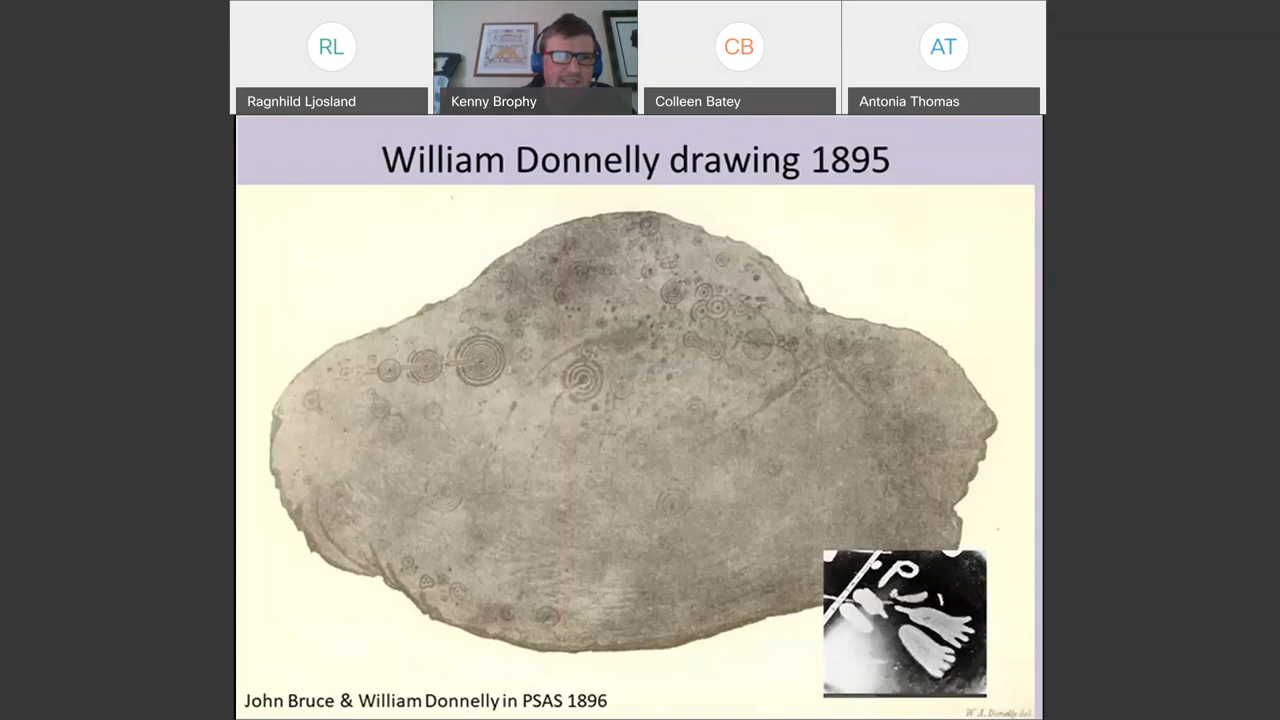 RL
CB
AT
Ragnhild Ljosland
Kenny Brophy
Colleen Batey
Antonia Thomas
William Donnelly drawing 1895
John Bruce & William Donnelly in PSAS 1896
W. A. Donnelly